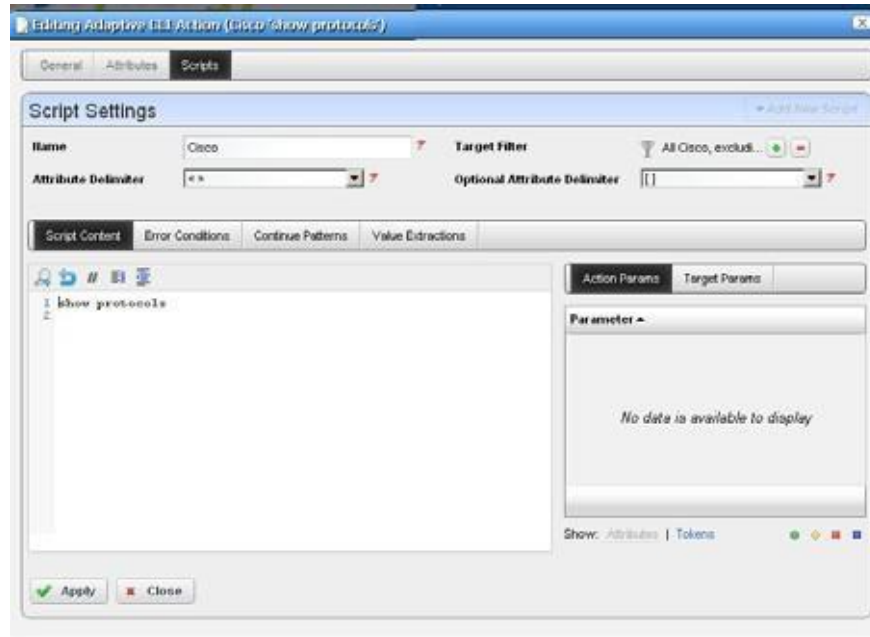 Editing Adaptive CLI Action (Cisco 'show protocols')
General Attributes Scripts
Script Settings
Add New Script
Name Cisco ? Target Filter All Cisco, excludi...
Attribute Delimiter < > ? Optional Attribute Delimiter [ ] ?
Script Content Error Conditions Continue Patterns Value Extractions
Action Params Target Params
1 show protocols
2
Parameter
No data is available to display
Show: Attributes | Tokens
Apply Close